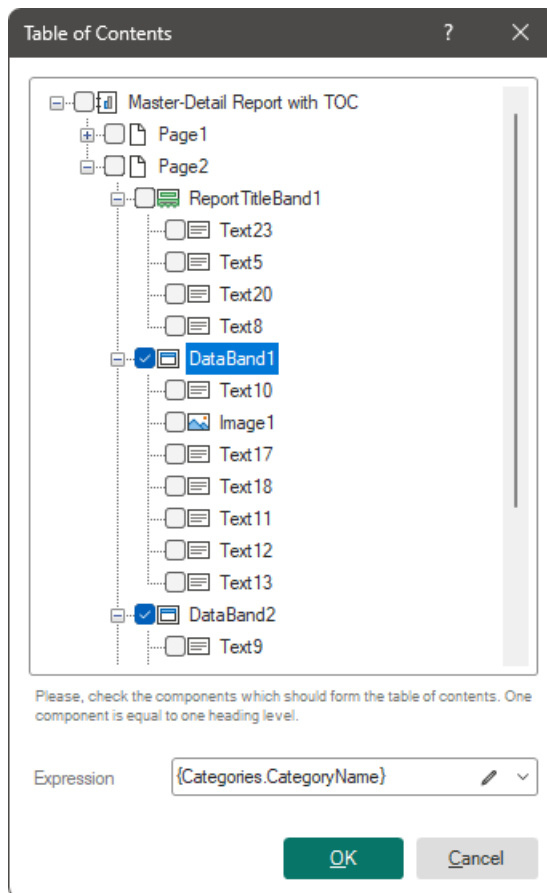 Table of Contents
?
Master-Detail Report with TOC
Page1
Page2
ReportTitleBand1
Text23
Text5
Text20
Text8
DataBand1
Text10
Image1
Text17
Text18
Text11
Text12
Text13
DataBand2
Text9
Please, check the components which should form the table of contents. One
component is equal to one heading level.
Expression {Categories.CategoryName}
OK Cancel